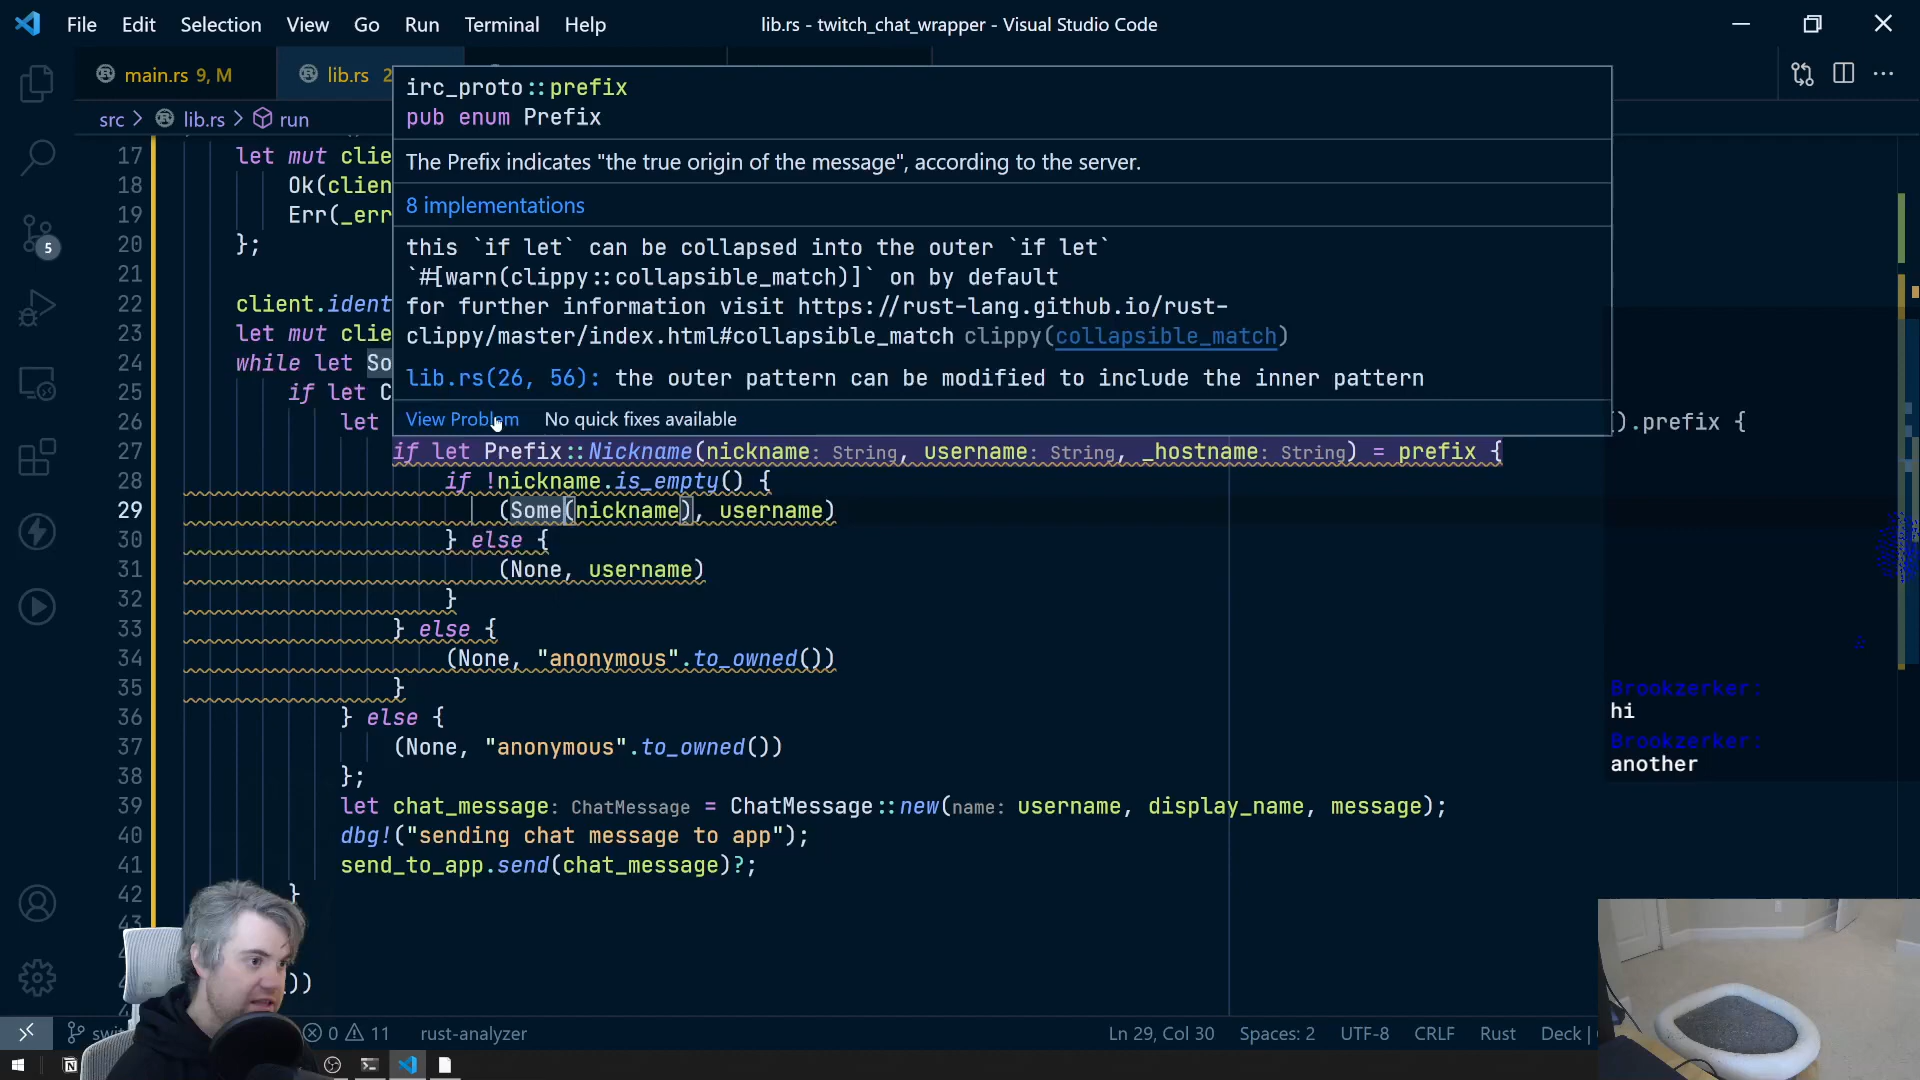 File Edit Selection View Go Run Terminal Help
lib.rs - twitch_chat_wrapper - Visual Studio Code
main.rs 9, M
lib.rs 2
src > lib.rs > run
irc_proto::prefix
pub enum Prefix
The Prefix indicates "the true origin of the message", according to the server.
8 implementations
this `if let` can be collapsed into the outer `if let`
`#[warn(clippy::collapsible_match)]` on by default
for further information visit https://rust-lang.github.io/rust-
clippy/master/index.html#collapsible_match clippy(collapsible_match)
lib.rs(26, 56): the outer pattern can be modified to include the inner pattern
View Problem No quick fixes available
17 let mut clie
18 Ok(clien
19 Err(_err
20 };
21
22 client.ident
23 let mut clie
24 while let So
25 if let C
26 let ).prefix {
27 if let Prefix::Nickname(nickname: String, username: String, _hostname: String) = prefix {
28 if !nickname.is_empty() {
29 (Some(nickname), username)
30 } else {
31 (None, username)
32 }
33 } else {
34 (None, "anonymous".to_owned())
35 }
36 } else {
37 (None, "anonymous".to_owned())
38 };
39 let chat_message: ChatMessage = ChatMessage::new(name: username, display_name, message);
40 dbg!("sending chat message to app");
41 send_to_app.send(chat_message)?;
42 }
43
))
5
Brookzerker:
hi
Brookzerker:
another
0 11 rust-analyzer
Ln 29, Col 30 Spaces: 2 UTF-8 CRLF Rust Deck